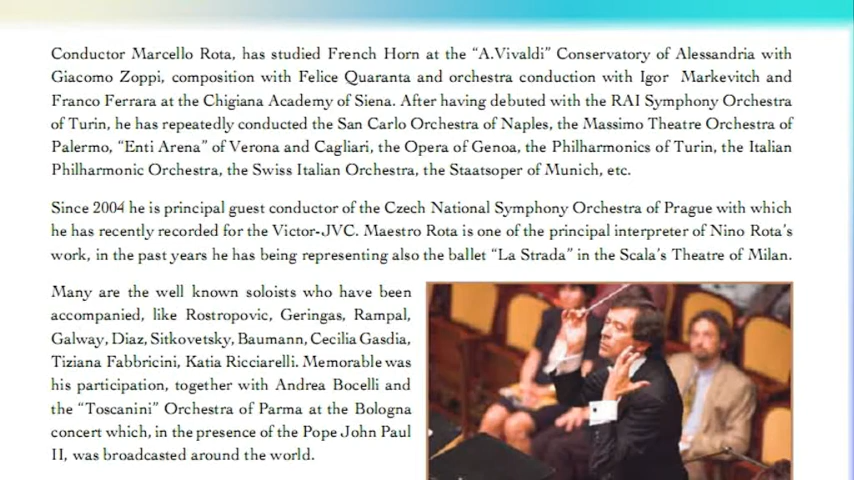 Conductor Marcello Rota, has studied French Horn at the “A.Vivaldi” Conservatory of Alessandria with
Giacomo Zoppi, composition with Felice Quaranta and orchestra conduction with Igor Markevitch and
Franco Ferrara at the Chigiana Academy of Siena. After having debuted with the RAI Symphony Orchestra
of Turin, he has repeatedly conducted the San Carlo Orchestra of Naples, the Massimo Theatre Orchestra of
Palermo, “Enti Arena” of Verona and Cagliari, the Opera of Genoa, the Philharmonics of Turin, the Italian
Philharmonic Orchestra, the Swiss Italian Orchestra, the Staatsoper of Munich, etc.
Since 2004 he is principal guest conductor of the Czech National Symphony Orchestra of Prague with which
he has recently recorded for the Victor-JVC. Maestro Rota is one of the principal interpreter of Nino Rota’s
work, in the past years he has being representing also the ballet “La Strada” in the Scala’s Theatre of Milan.
Many are the well known soloists who have been
accompanied, like Rostropovic, Geringas, Rampal,
Galway, Diaz, Sitkovetsky, Baumann, Cecilia Gasdia,
Tiziana Fabbricini, Katia Ricciarelli. Memorable was
his participation, together with Andrea Bocelli and
the “Toscanini” Orchestra of Parma at the Bologna
concert which, in the presence of the Pope John Paul
II, was broadcasted around the world.